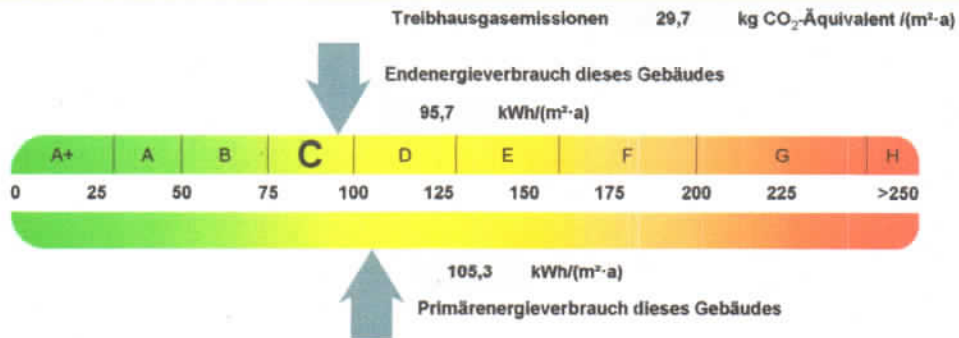 Treibhausgasemissionen 29,7 kg CO₂-Äquivalent /(m²·a)
Endenergieverbrauch dieses Gebäudes
95,7 kWh/(m²·a)
A+ A B C D E F G H
0 25 50 75 100 125 150 175 200 225 >250
105,3 kWh/(m²·a)
Primärenergieverbrauch dieses Gebäudes